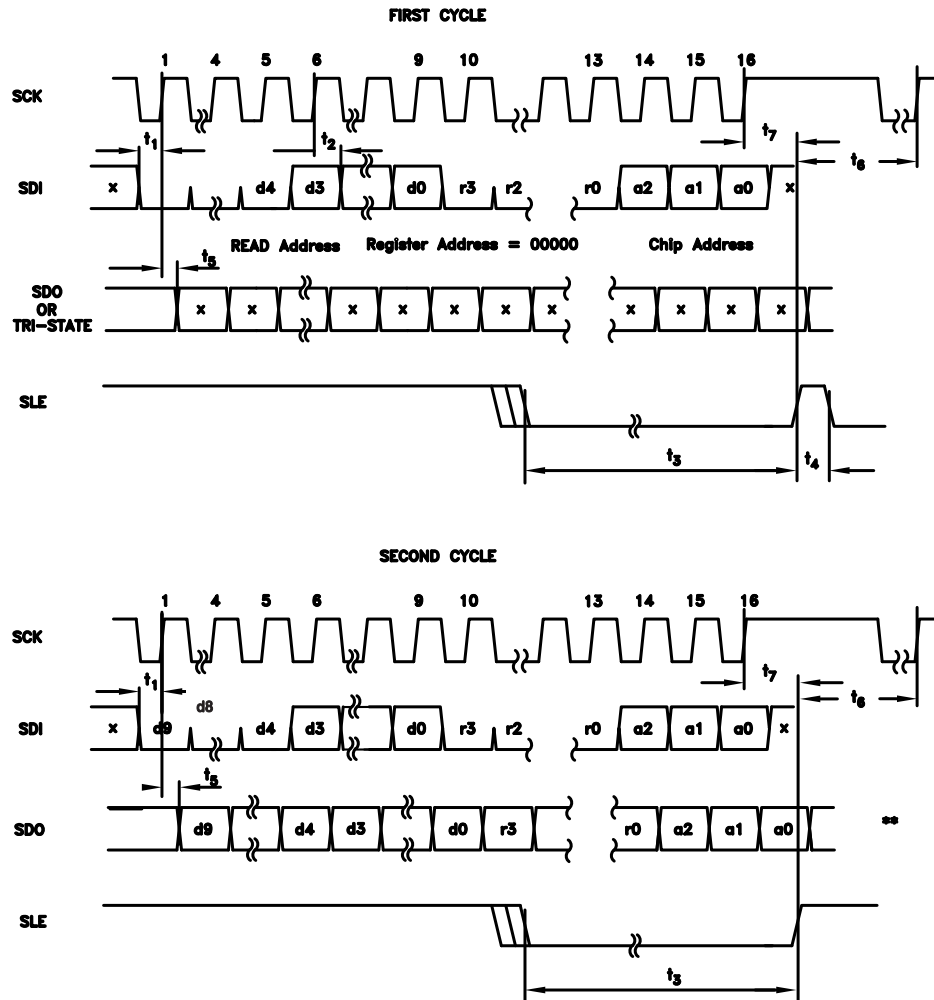 FIRST CYCLE
1 4 5 6 9 10 13 14 15 16
SCK
t1 t2 t7 t6
SDI x d4 d3 d0 r3 r2 r0 a2 a1 a0 x
READ Address Register Address = 00000 Chip Address
t5
SDO
OR
TRI-STATE
x x x x x x x x x x x
SLE
t3 t4
SECOND CYCLE
1 4 5 6 9 10 13 14 15 16
SCK
t1 t7 t6
d8
SDI x d9 d4 d3 d0 r3 r2 r0 a2 a1 a0 x
t5
SDO d9 d4 d3 d0 r3 r0 a2 a1 a0 **
SLE
t3